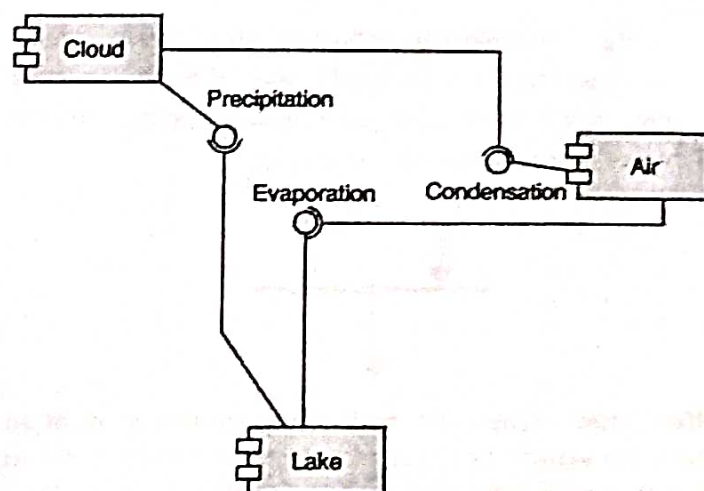 Cloud
Precipitation
Air
Evaporation
Condensation
Lake